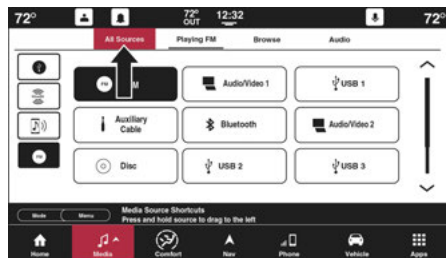 72°
72°
OUT
12:32
72°
All Sources
Playing FM
Browse
Audio
FM
M
Audio/Video 1
USB 1
Auxiliary
Cable
Bluetooth
Audio/Video 2
Disc
USB 2
USB 3
FM
Mode
Menu
Media Source Shortcuts
Press and hold source to drag to the left
Home
Media
Comfort
Nav
Phone
Vehicle
Apps